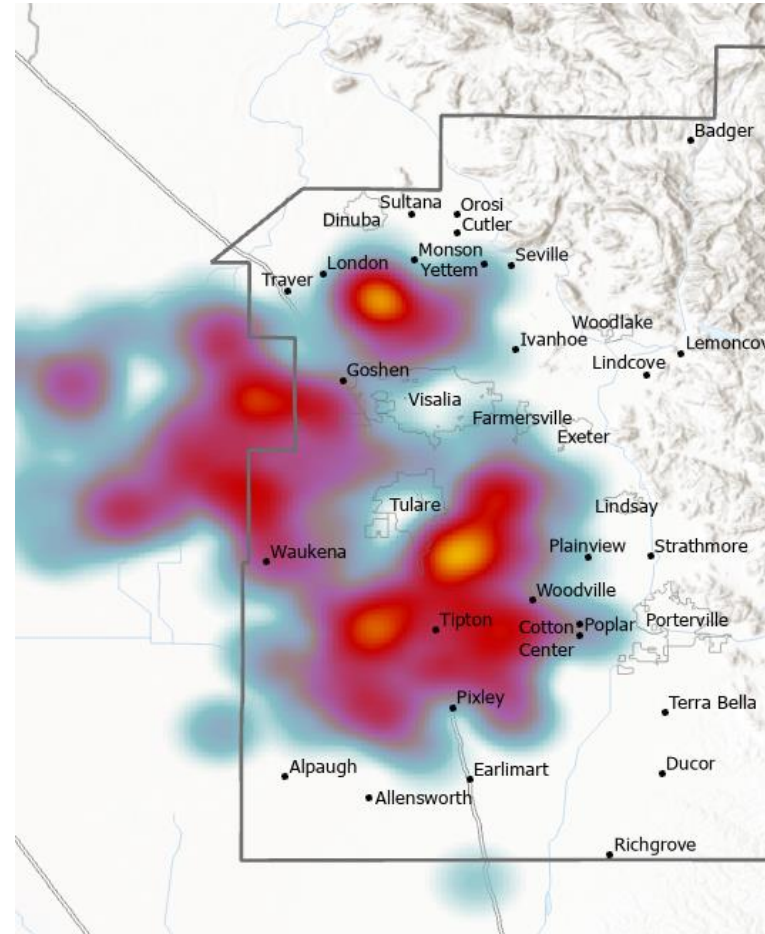 Badger
Sultana
Orosi
Dinuba
Cutler
Monson
Seville
London
Yettem
Traver
Woodlake
Ivanhoe
Lemoncov
Lindcove
Goshen
Visalia
Farmersville
Exeter
Tulare
Lindsay
Waukena
Plainview
Strathmore
Woodville
Tipton
Cotton
Center
Poplar
Porterville
Pixley
Terra Bella
Alpaugh
Earlimart
Ducor
Allensworth
Richgrove